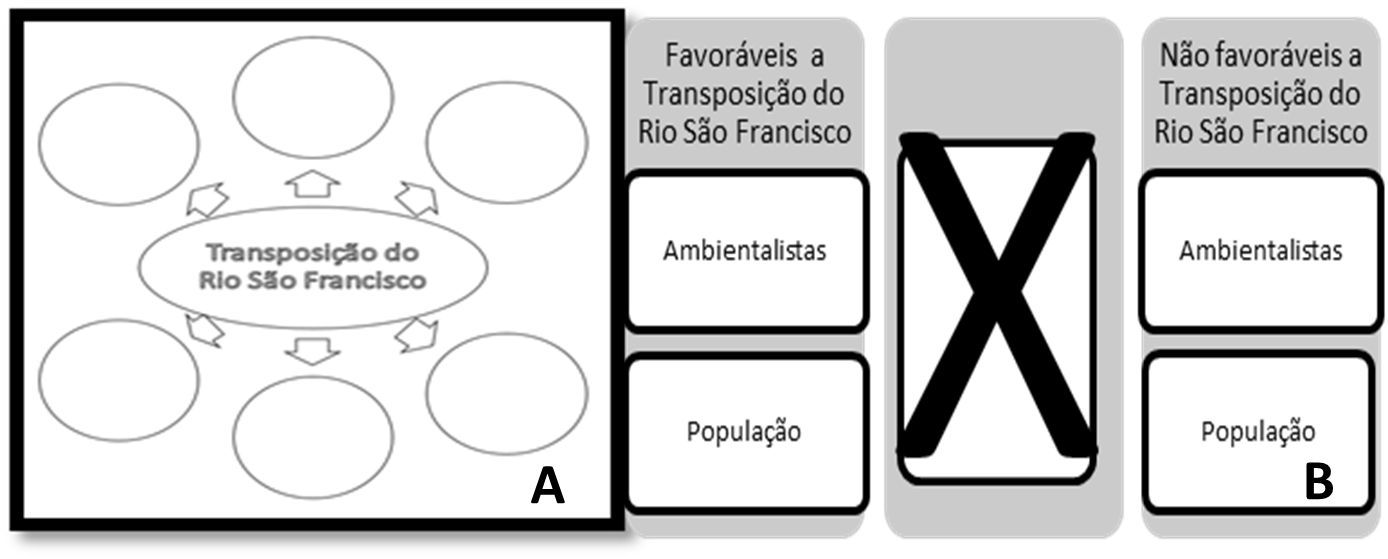 Transposição do
Rio São Francisco
A
Favoráveis a
Transposição do
Rio São Francisco
Ambientalistas
População
X
Não favoráveis a
Transposição do
Rio São Francisco
Ambientalistas
População
B